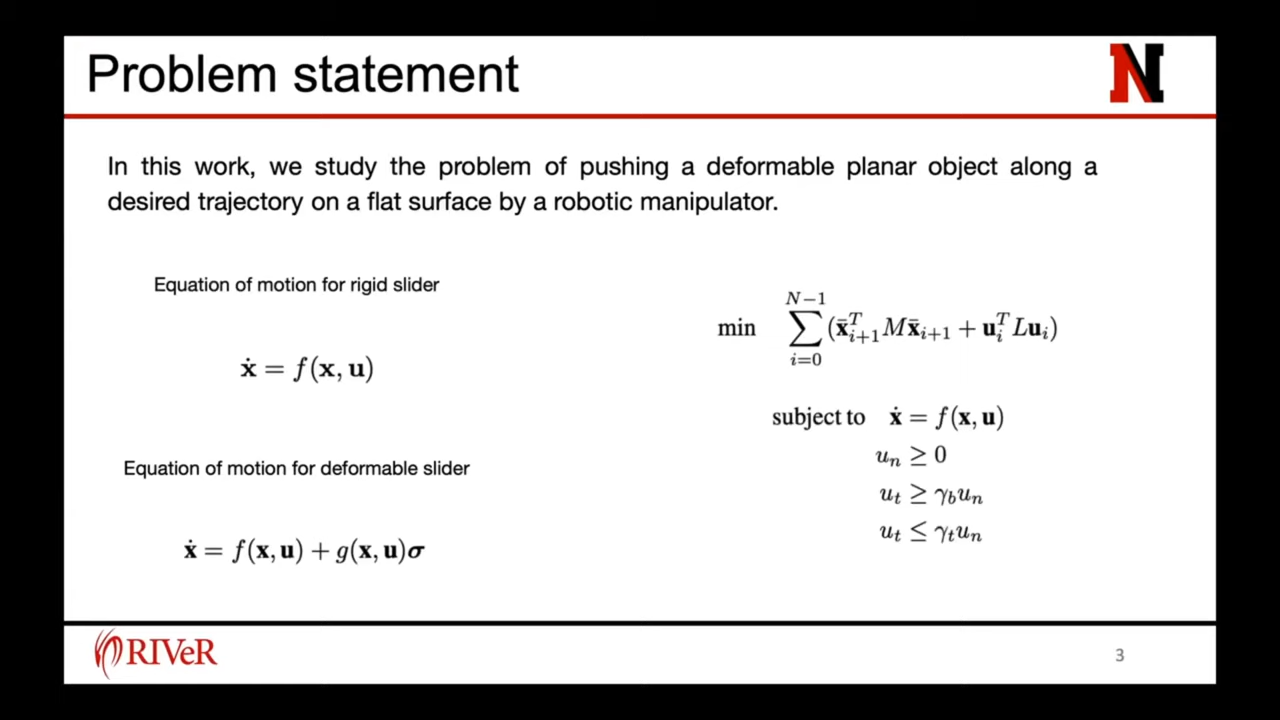 Problem statement
N
In this work, we study the problem of pushing a deformable planar object along a
desired trajectory on a flat surface by a robotic manipulator.
Equation of motion for rigid slider
ẋ = f(x, u)
Equation of motion for deformable slider
ẋ = f(x, u) + g(x, u)σ
min ∑_{i=0}^{N−1} (x̄_{i+1}^T M x̄_{i+1} + u_i^T L u_i)
subject to ẋ = f(x, u)
u_n ≥ 0
u_t ≥ γ_b u_n
u_t ≤ γ_t u_n
RIVeR
3